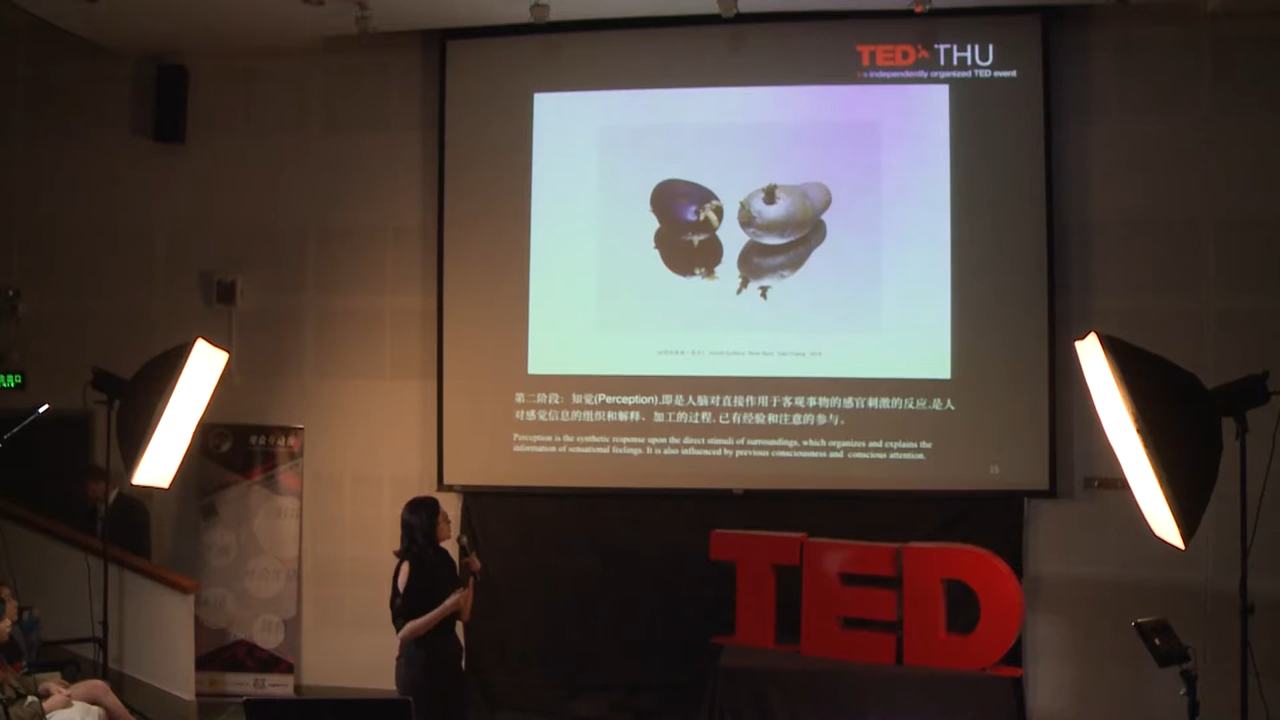 TEDxTHU
independently organized TED event
第二阶段：知觉(Perception),即是人脑对直接作用于客观事物的感官刺激的反应,是人
对感觉信息的组织和解释、加工的过程, 已有经验和注意的参与。
Perception is the synthetic response upon the direct stimuli of surroundings, which organizes and explains the
information of sensational feelings. It is also influenced by previous consciousness and conscious attention.
15
TED